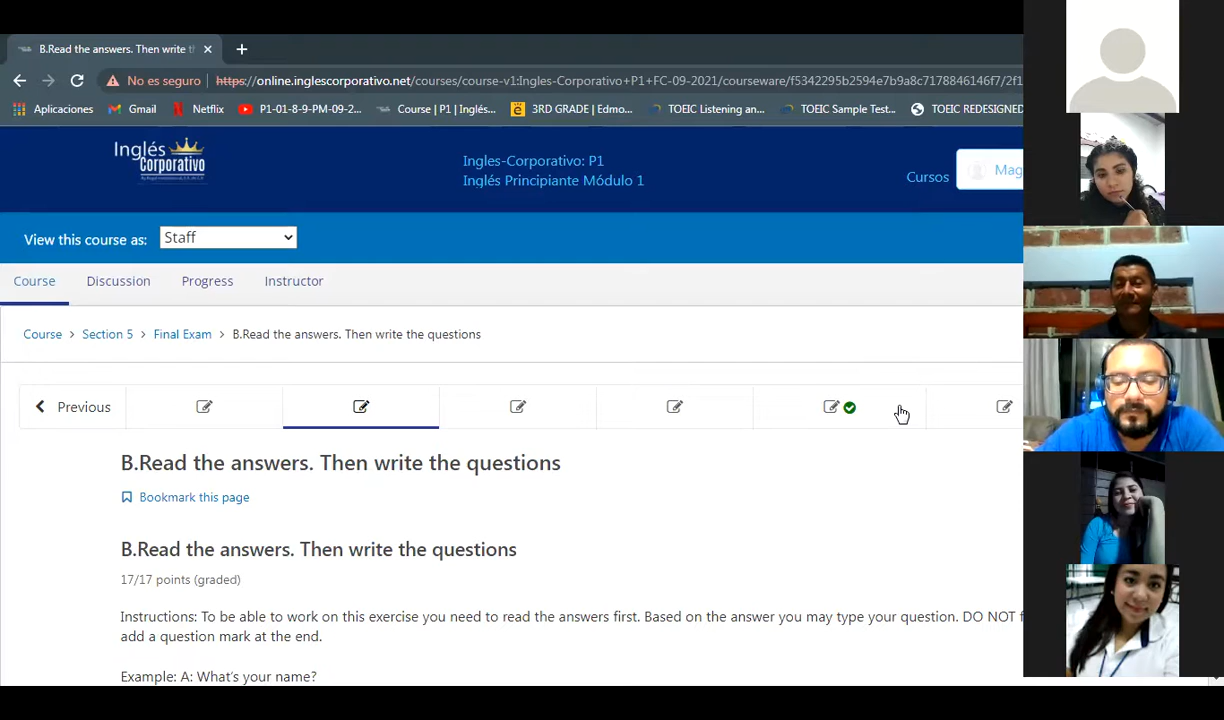 B.Read the answers. Then write t
No es seguro https://online.inglescorporativo.net/courses/course-v1:Ingles-Corporativo+P1+FC-09-2021/courseware/f5342295b2594e7b9a8c7178846146f7/2f1
Aplicaciones Gmail Netflix P1-01-8-9-PM-09-2... Course | P1 | Inglés... 3RD GRADE | Edmo... TOEIC Listening an... TOEIC Sample Test... TOEIC REDESIGNED
Inglés Corporativo
Ingles-Corporativo: P1
Inglés Principiante Módulo 1
Cursos
Mag
View this course as: Staff
Course Discussion Progress Instructor
Course > Section 5 > Final Exam > B.Read the answers. Then write the questions
Previous
B.Read the answers. Then write the questions
Bookmark this page
B.Read the answers. Then write the questions
17/17 points (graded)
Instructions: To be able to work on this exercise you need to read the answers first. Based on the answer you may type your question. DO NOT f
add a question mark at the end.
Example: A: What's your name?